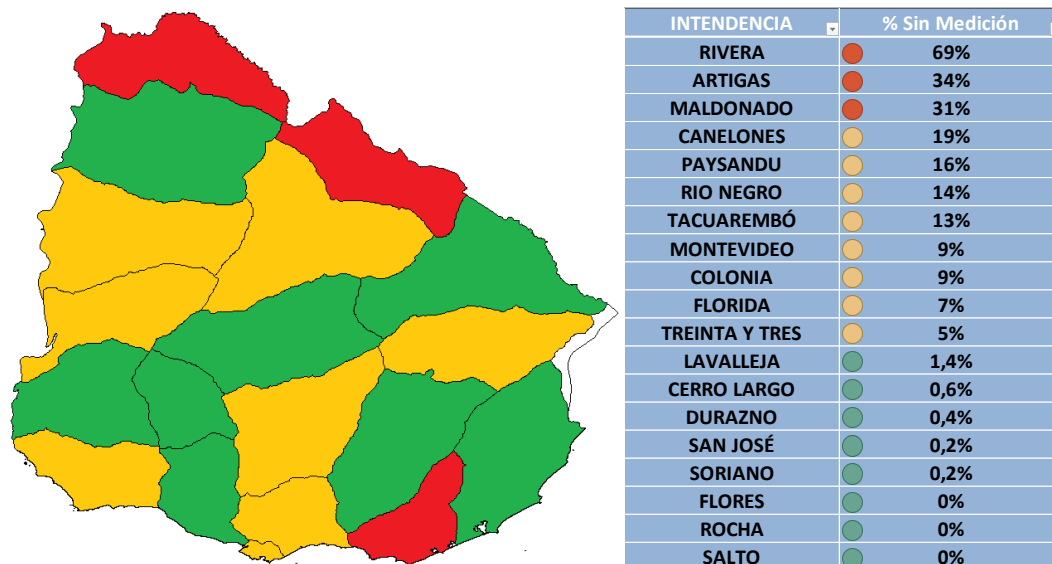 INTENDENCIA % Sin Medición
RIVERA 69%
ARTIGAS 34%
MALDONADO 31%
CANELONES 19%
PAYSANDU 16%
RIO NEGRO 14%
TACUAREMBÓ 13%
MONTEVIDEO 9%
COLONIA 9%
FLORIDA 7%
TREINTA Y TRES 5%
LAVALLEJA 1,4%
CERRO LARGO 0,6%
DURAZNO 0,4%
SAN JOSÉ 0,2%
SORIANO 0,2%
FLORES 0%
ROCHA 0%
SALTO 0%